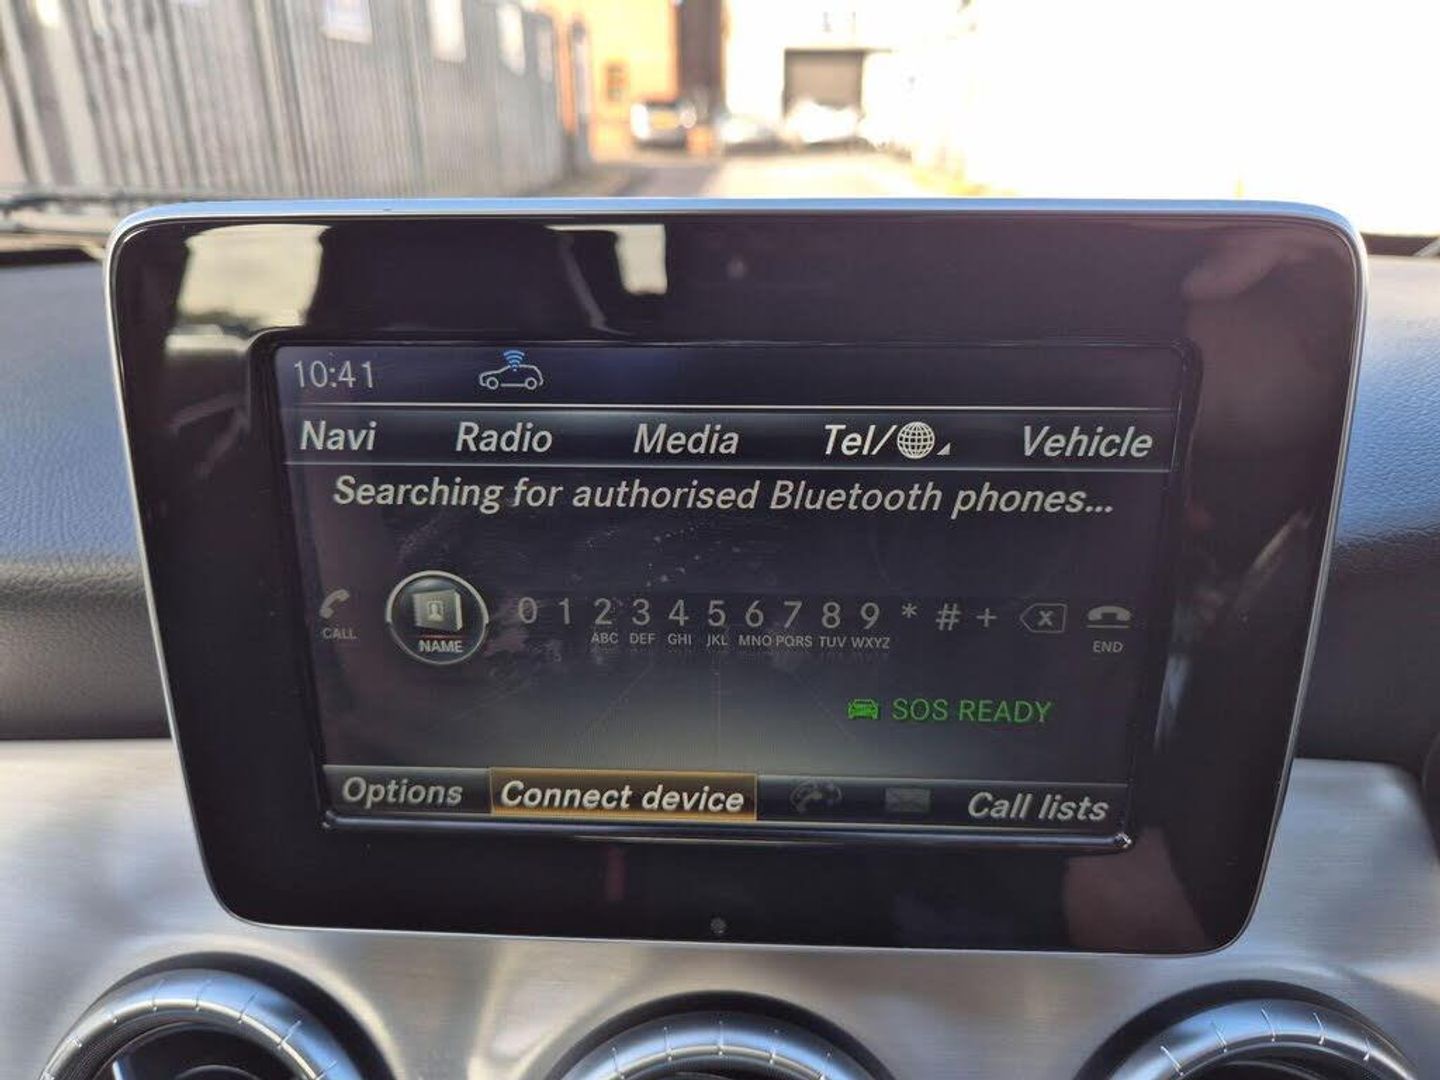 10:41
Navi Radio Media Tel/ Vehicle
Searching for authorised Bluetooth phones...
0 1 2 3 4 5 6 7 8 9 * # + x
CALL NAME ABC DEF GHI JKL MNO PQRS TUV WXYZ END
SOS READY
Options Connect device Call lists